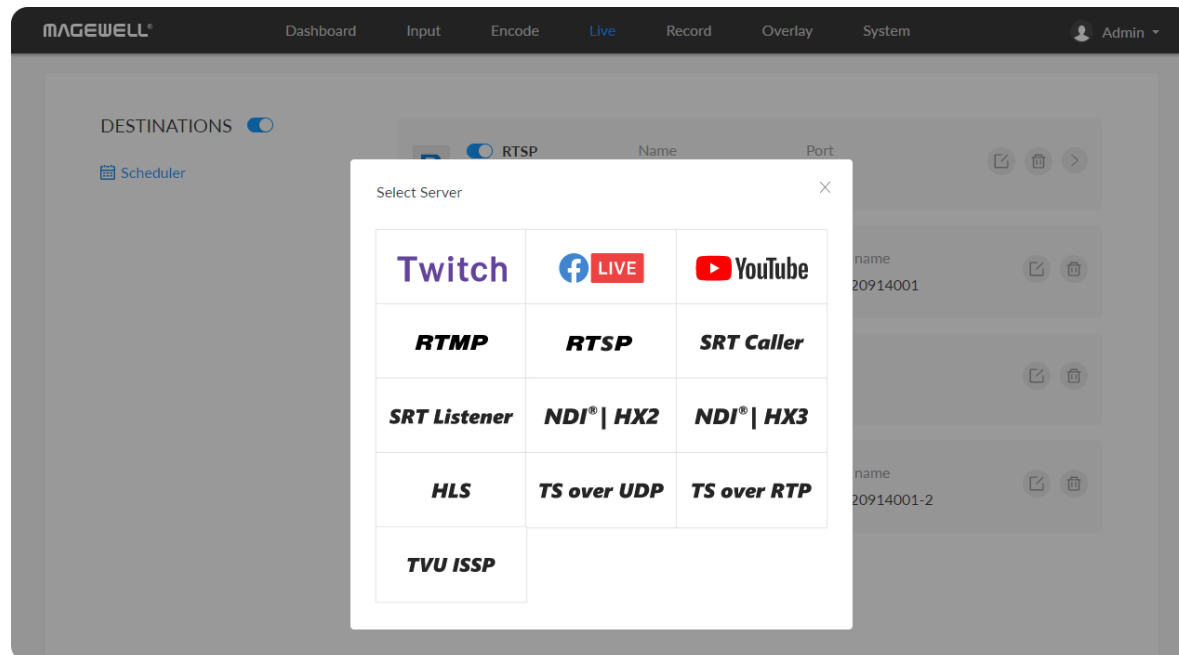 MAGEWELL® Dashboard Input Encode Live Record Overlay System Admin
DESTINATIONS
Scheduler
RTSP Name Port
Select Server
Twitch LIVE YouTube
RTMP RTSP SRT Caller
SRT Listener NDI® | HX2 NDI® | HX3
HLS TS over UDP TS over RTP
TVU ISSP
name
20914001
name
20914001-2